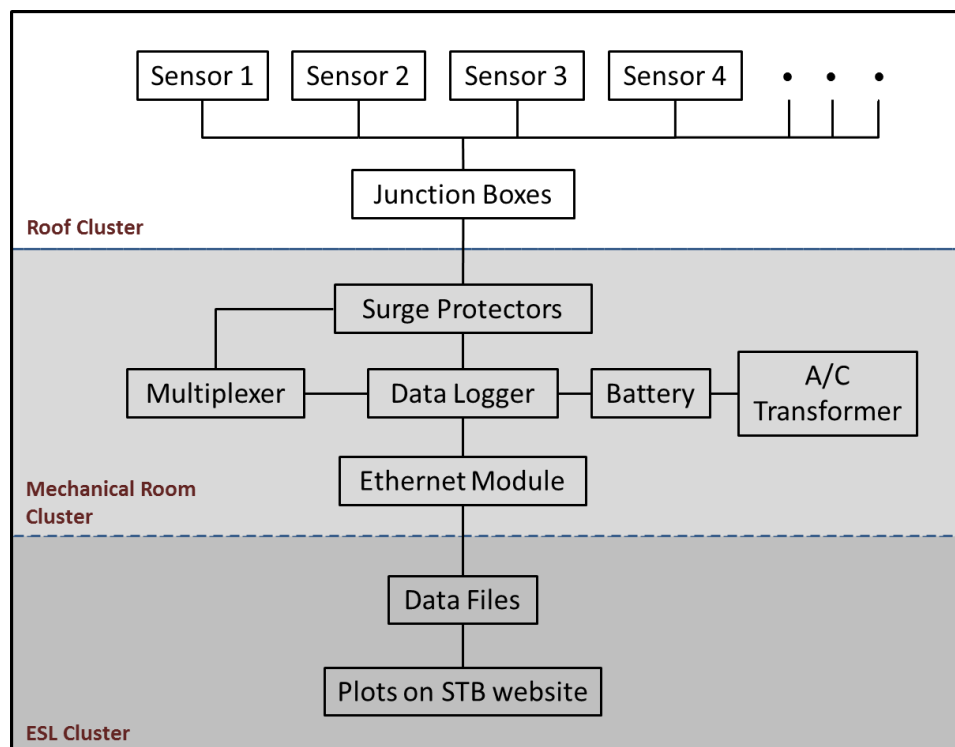 Sensor 1
Sensor 2
Sensor 3
Sensor 4
Junction Boxes
Roof Cluster
Surge Protectors
Multiplexer
Data Logger
Battery
A/C
Transformer
Ethernet Module
Mechanical Room
Cluster
Data Files
Plots on STB website
ESL Cluster